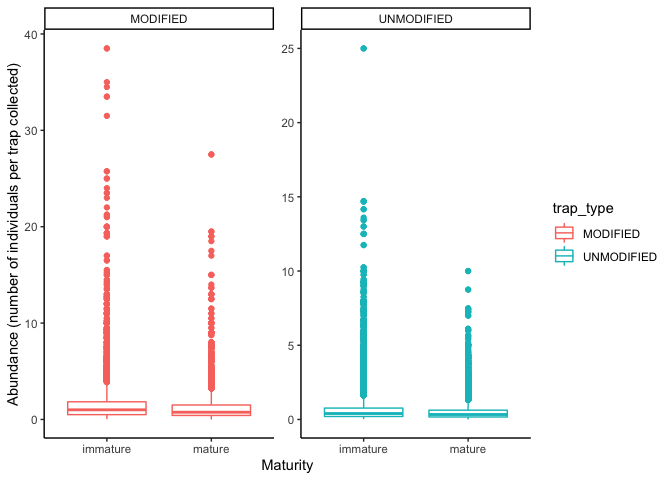 MODIFIED UNMODIFIED
Abundance (number of individuals per trap collected)
40
30
20
10
0
25
20
15
10
5
0
immature mature immature mature
Maturity
trap_type
MODIFIED
UNMODIFIED